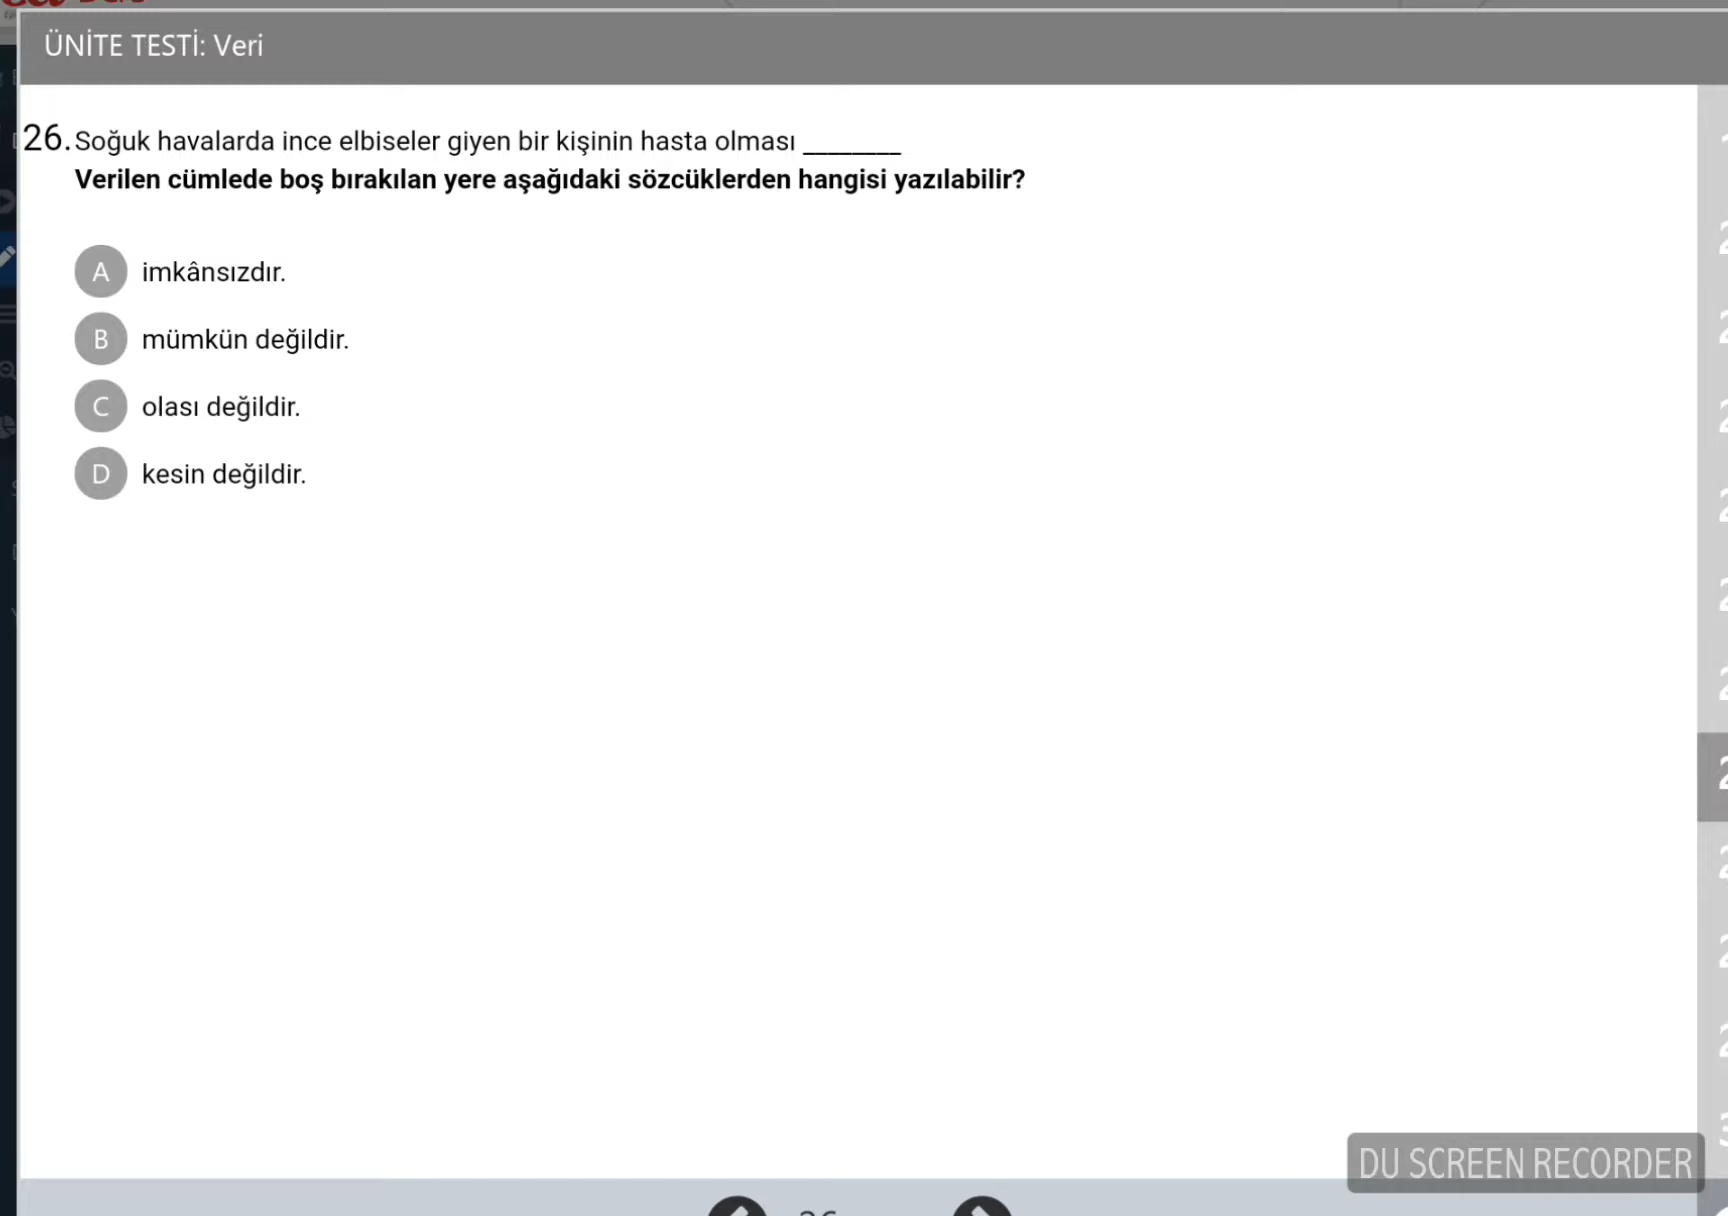 ÜNİTE TESTİ: Veri
26. Soğuk havalarda ince elbiseler giyen bir kişinin hasta olması ________
Verilen cümlede boş bırakılan yere aşağıdaki sözcüklerden hangisi yazılabilir?
A imkânsızdır.
B mümkün değildir.
C olası değildir.
D kesin değildir.
DU SCREEN RECORDER